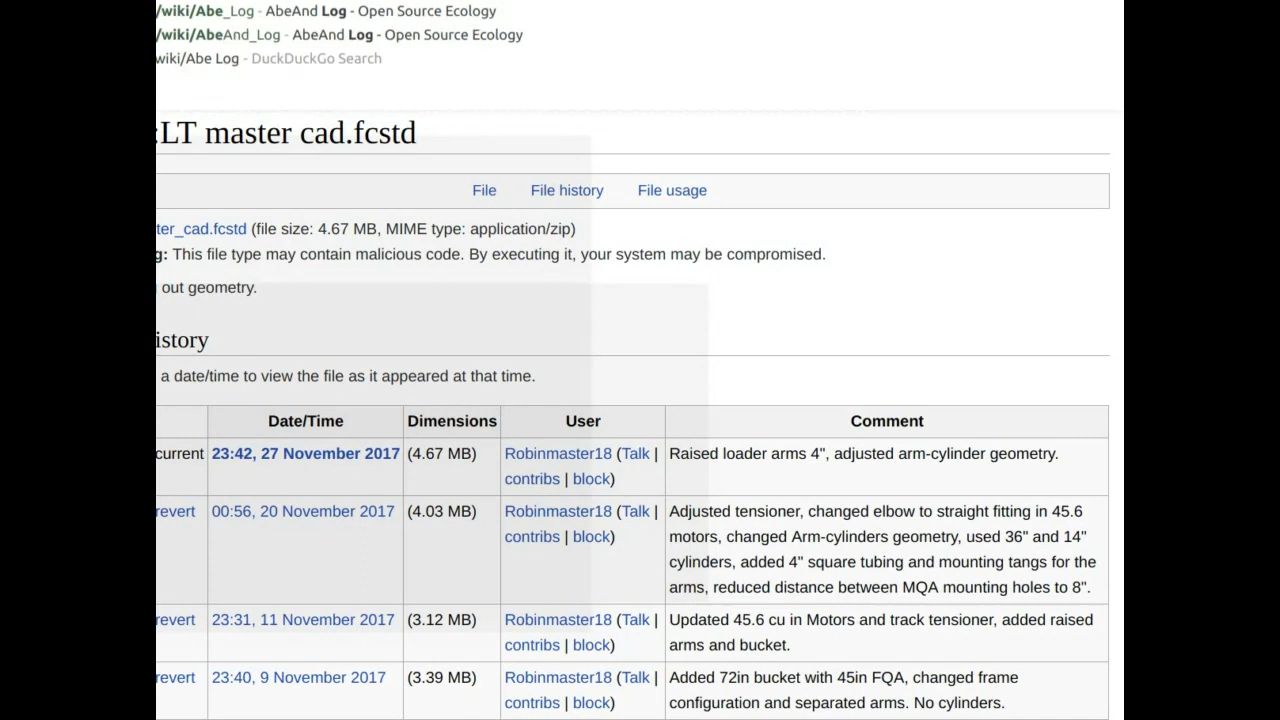 /wiki/Abe_Log - AbeAnd Log - Open Source Ecology
/wiki/AbeAnd_Log - AbeAnd Log - Open Source Ecology
wiki/Abe Log - DuckDuckGo Search
:LT master cad.fcstd
File File history File usage
ter_cad.fcstd (file size: 4.67 MB, MIME type: application/zip)
g: This file type may contain malicious code. By executing it, your system may be compromised.
out geometry.
istory
a date/time to view the file as it appeared at that time.
Date/Time Dimensions User Comment
current 23:42, 27 November 2017 (4.67 MB) Robinmaster18 (Talk | Raised loader arms 4", adjusted arm-cylinder geometry.
contribs | block)
revert 00:56, 20 November 2017 (4.03 MB) Robinmaster18 (Talk | Adjusted tensioner, changed elbow to straight fitting in 45.6
contribs | block) motors, changed Arm-cylinders geometry, used 36" and 14"
cylinders, added 4" square tubing and mounting tangs for the
arms, reduced distance between MQA mounting holes to 8".
revert 23:31, 11 November 2017 (3.12 MB) Robinmaster18 (Talk | Updated 45.6 cu in Motors and track tensioner, added raised
contribs | block) arms and bucket.
revert 23:40, 9 November 2017 (3.39 MB) Robinmaster18 (Talk | Added 72in bucket with 45in FQA, changed frame
contribs | block) configuration and separated arms. No cylinders.